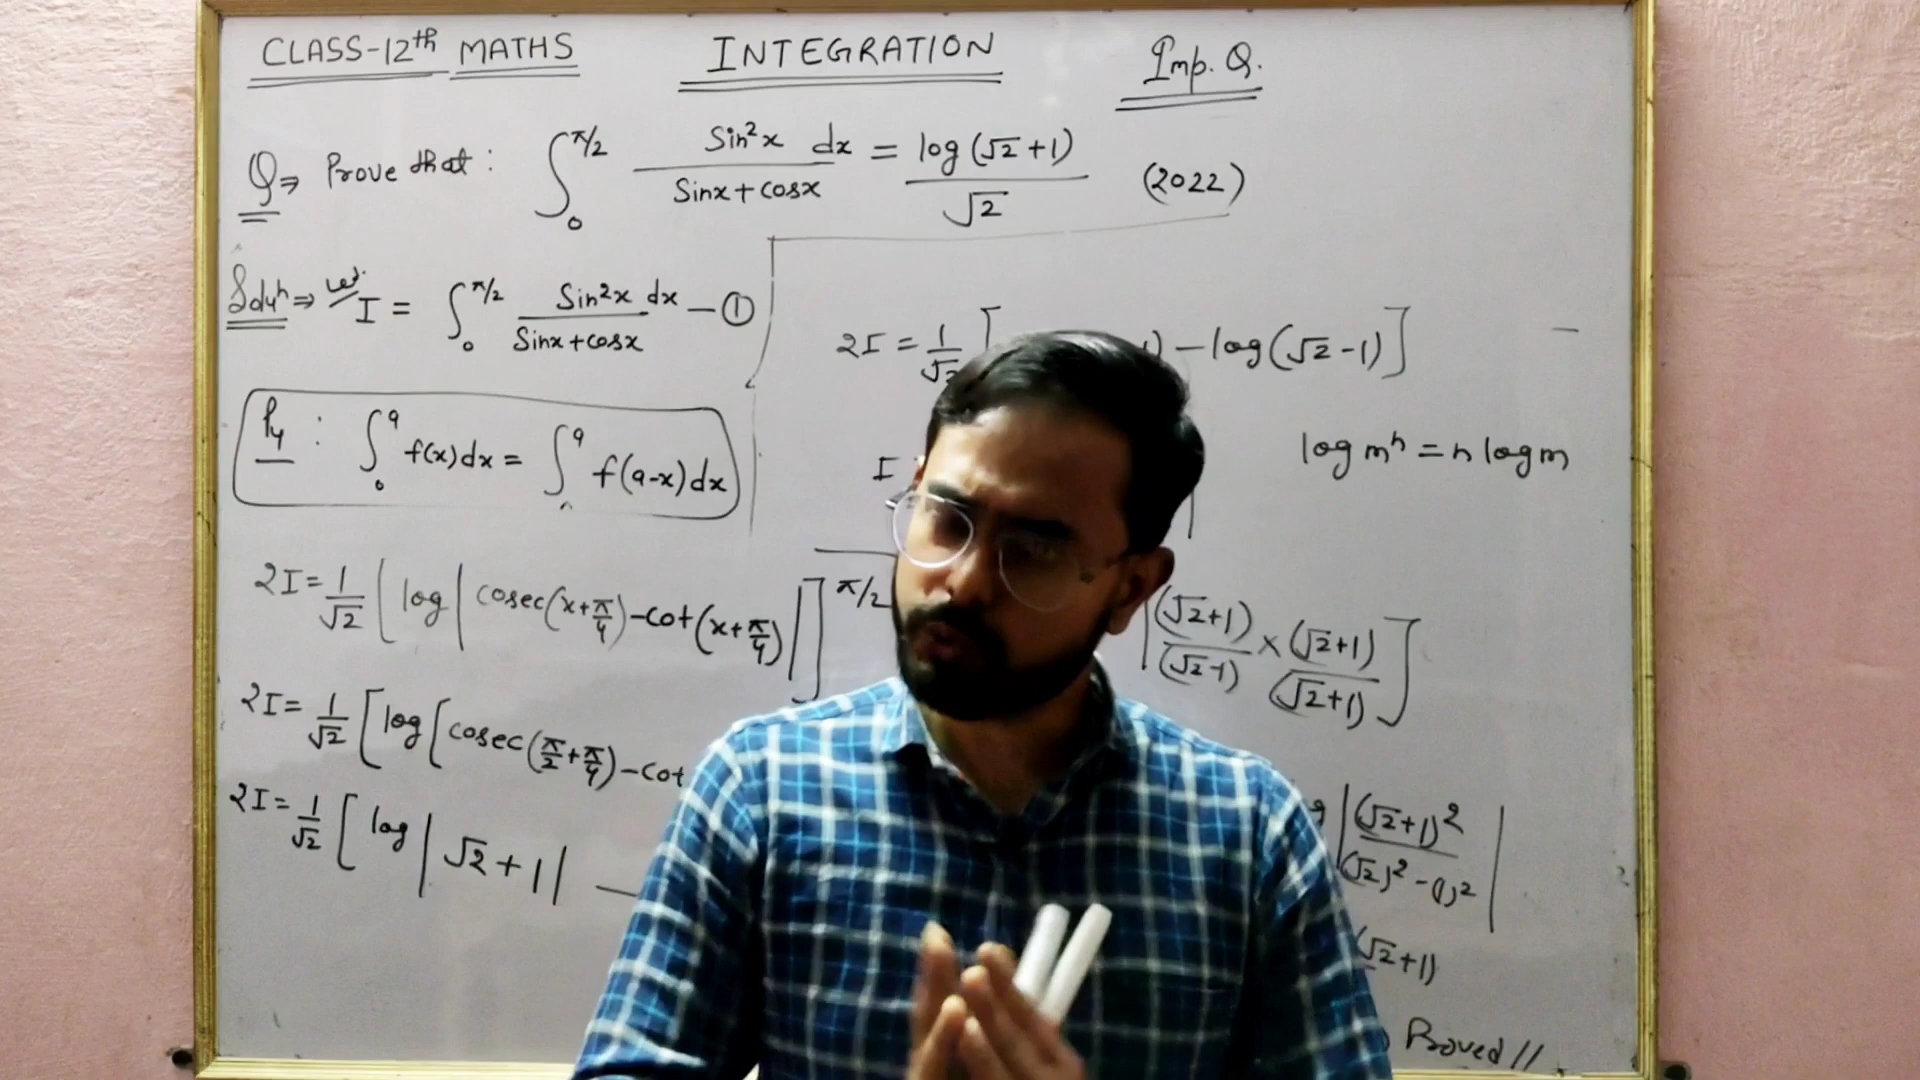 CLASS-12th MATHS INTEGRATION Imp. Q.
Q⇒ Prove that : ∫₀^π/2 Sin²x dx / Sinx+cosx = log(√2+1) / √2 (2022)
Soluⁿ⇒ let I = ∫₀^π/2 Sin²x dx / Sinx+cosx - ①
P₄ : ∫₀^a f(x)dx = ∫₀^a f(a-x)dx
2I = 1/√2 [log|cosec(x+π/4)-cot(x+π/4)|]^π/2
2I = 1/√2 [log[cosec(π/2+π/4)-cot
2I = 1/√2 [log|√2+1| -
2I = 1/√2 [ 1) - log(√2-1)]
I
log mⁿ = n log m
|(√2+1)/(√2-1) × (√2+1)/(√2+1)]
|(√2+1)² / (√2)²-(1)²|
(√2+1)
Proved //